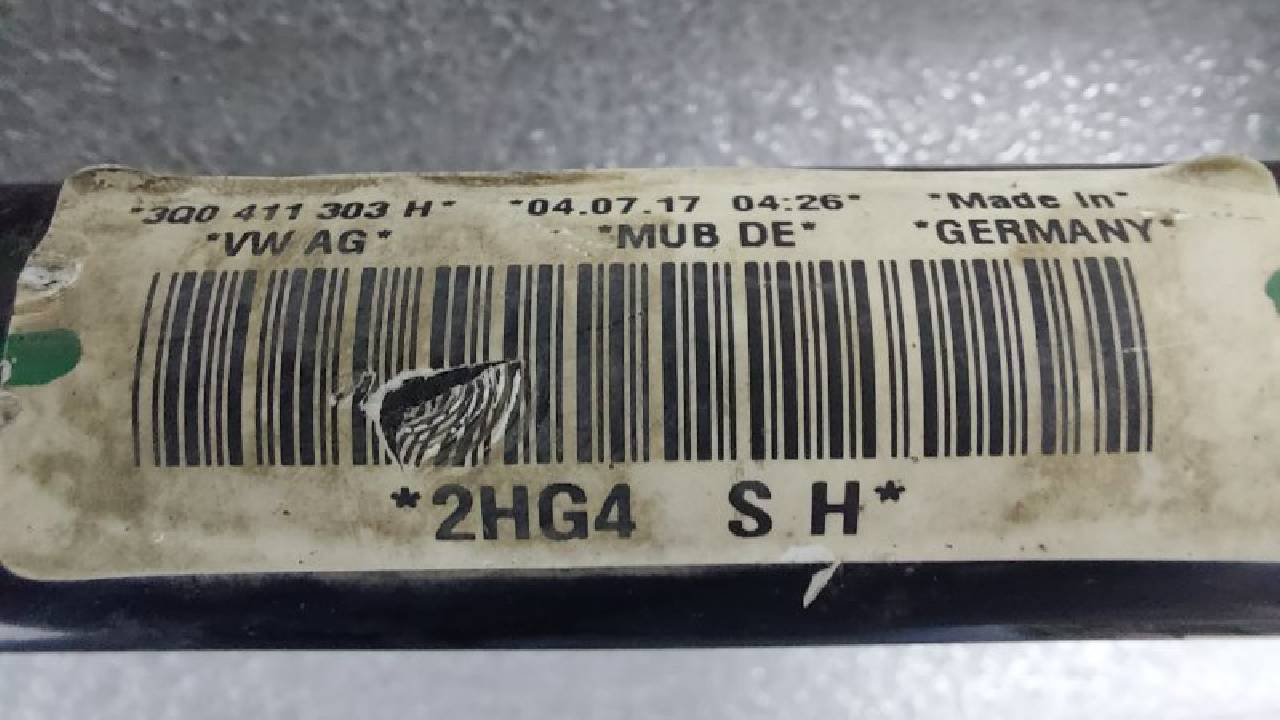 *3Q0 411 303 H* *04.07.17 04:26* *Made In*
*VW AG* *MUB DE* *GERMANY*
*2HG4 S H*